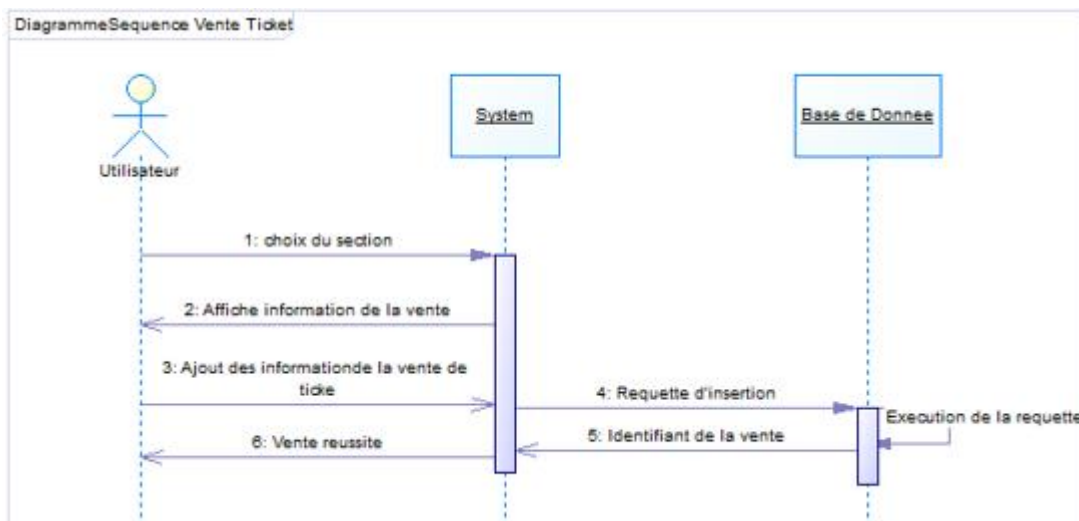 DiagrammeSequence Vente Ticket
System
Base de Donnee
Utilisateur
1: choix du section
2: Affiche information de la vente
3: Ajout des informationde la vente de
ticke
4: Requette d'insertion
Execution de la requette
5: Identifiant de la vente
6: Vente reussite